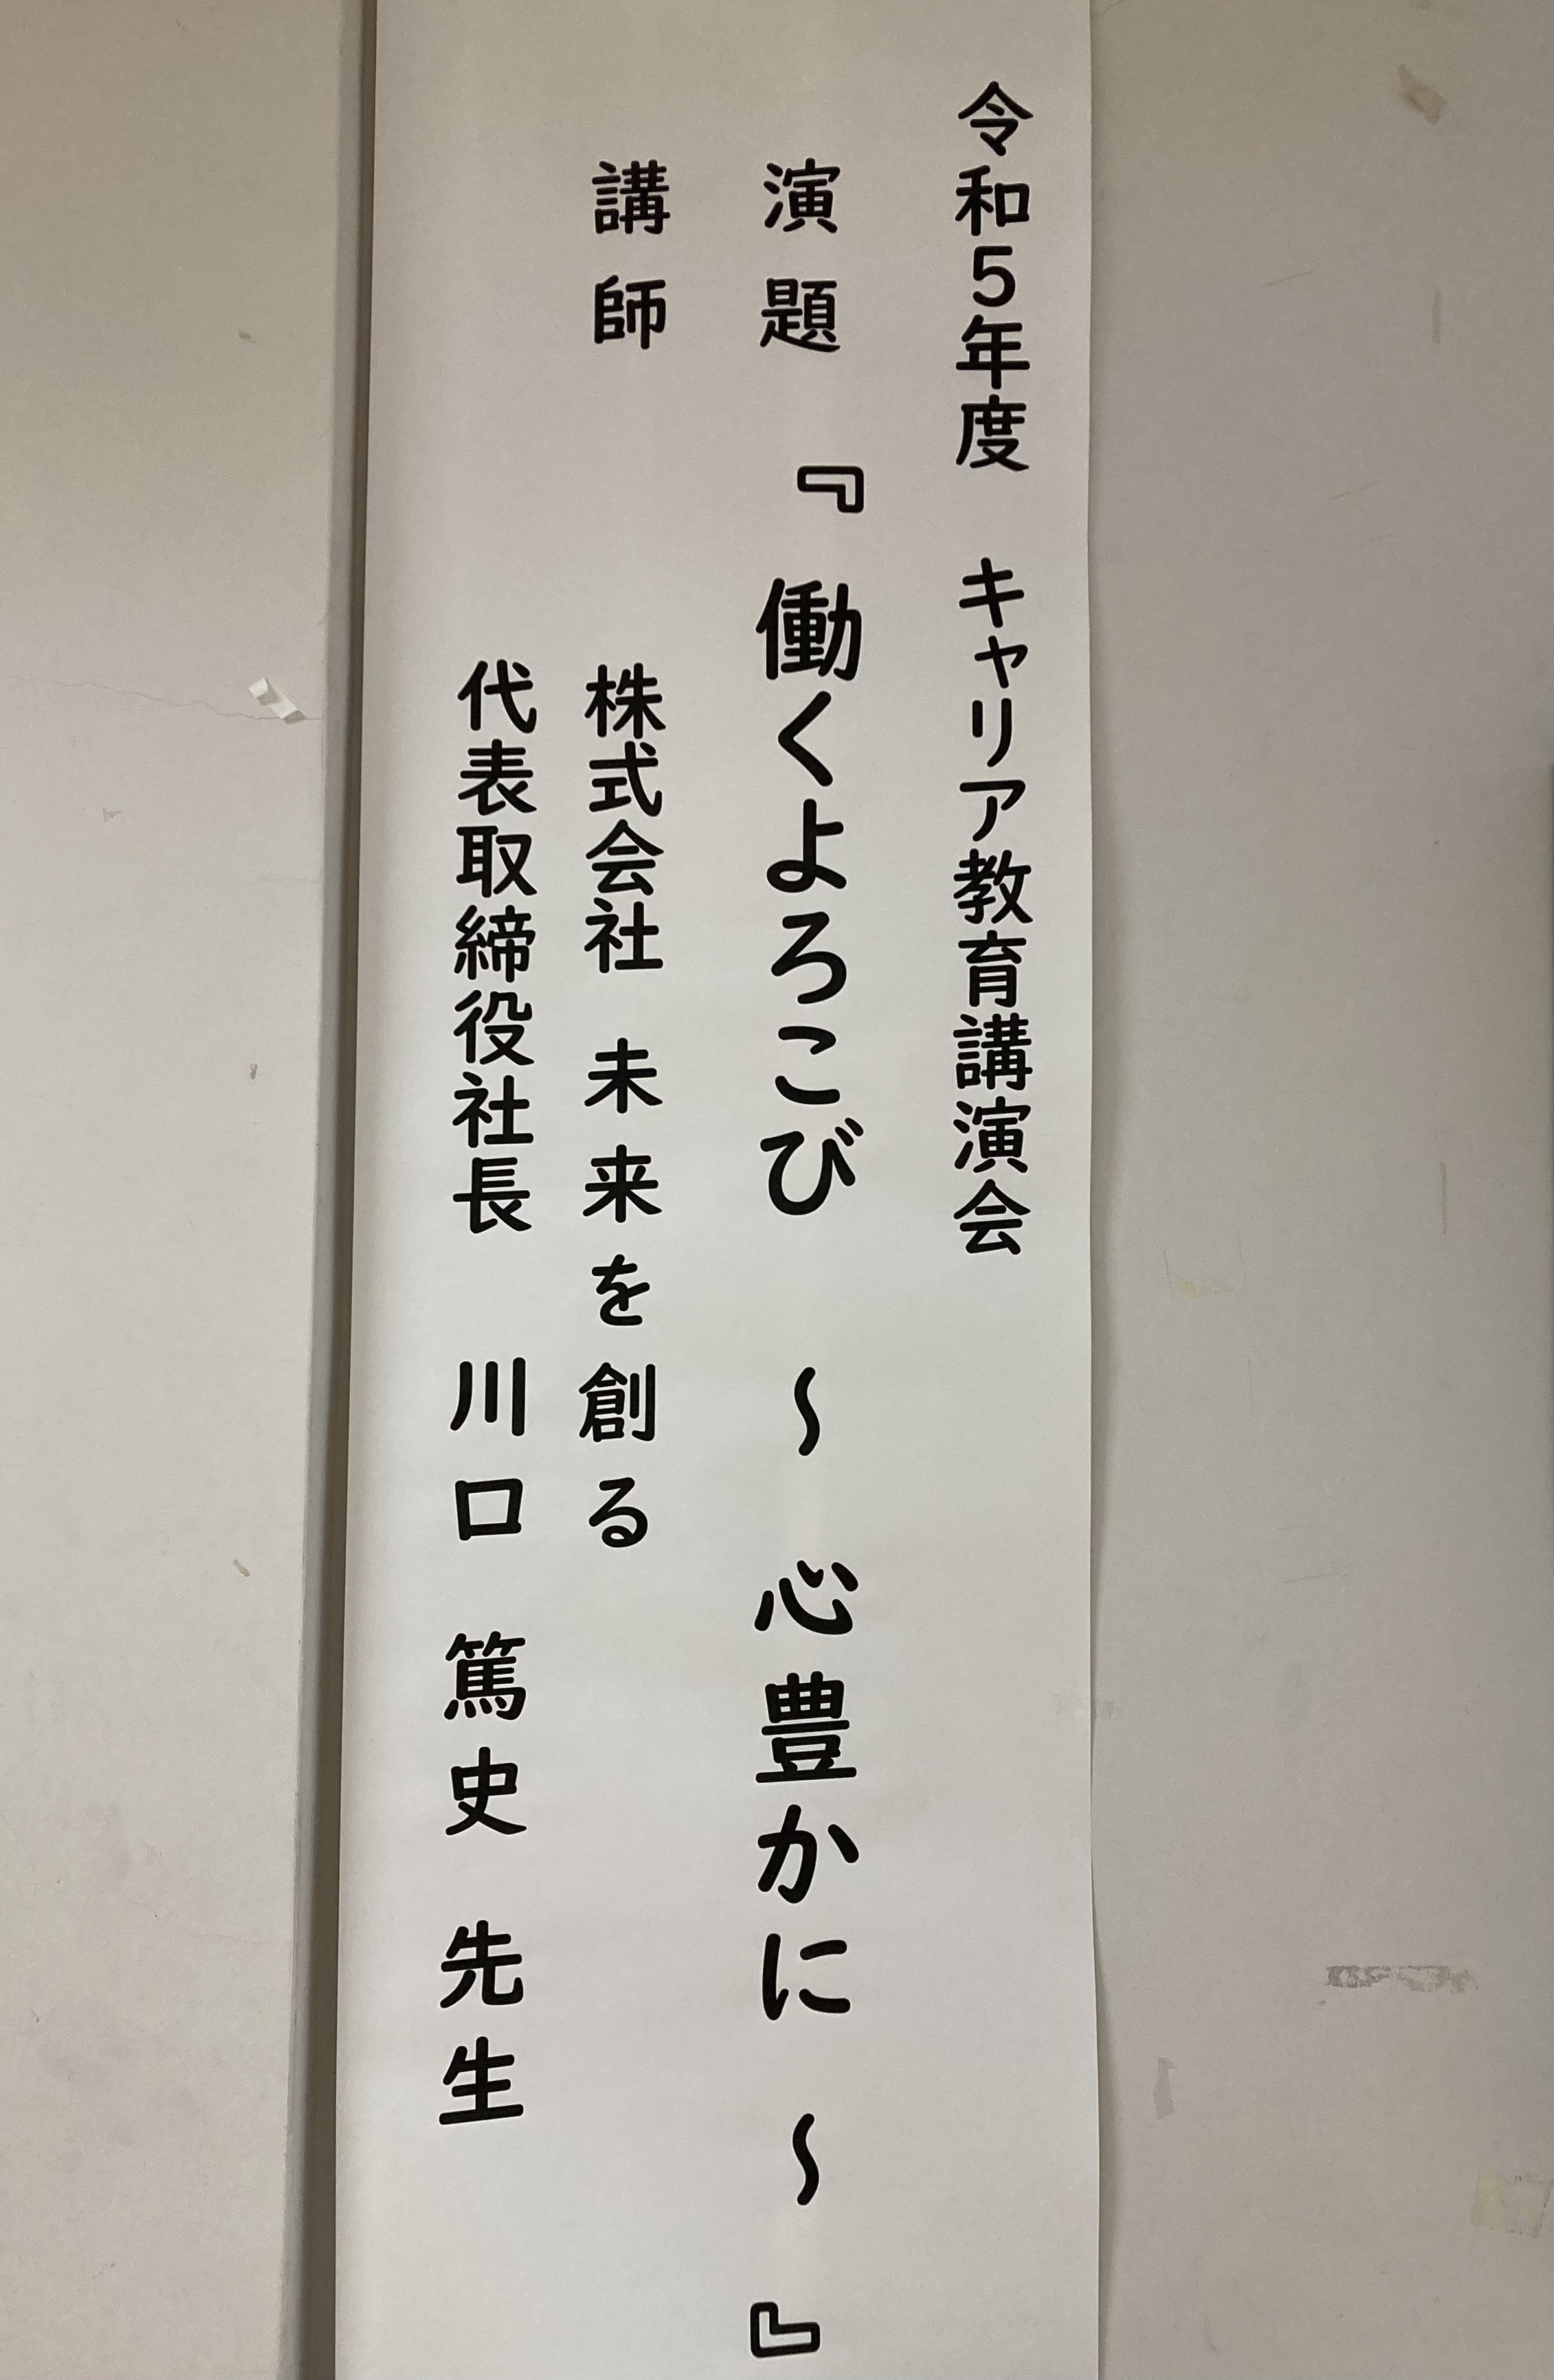 令和5年度　キャリア教育講演会
演題　『働くよろこび　～　心豊かに　～　』
講師　株式会社　未来を創る
代表取締役社長　川口　篤史　先生